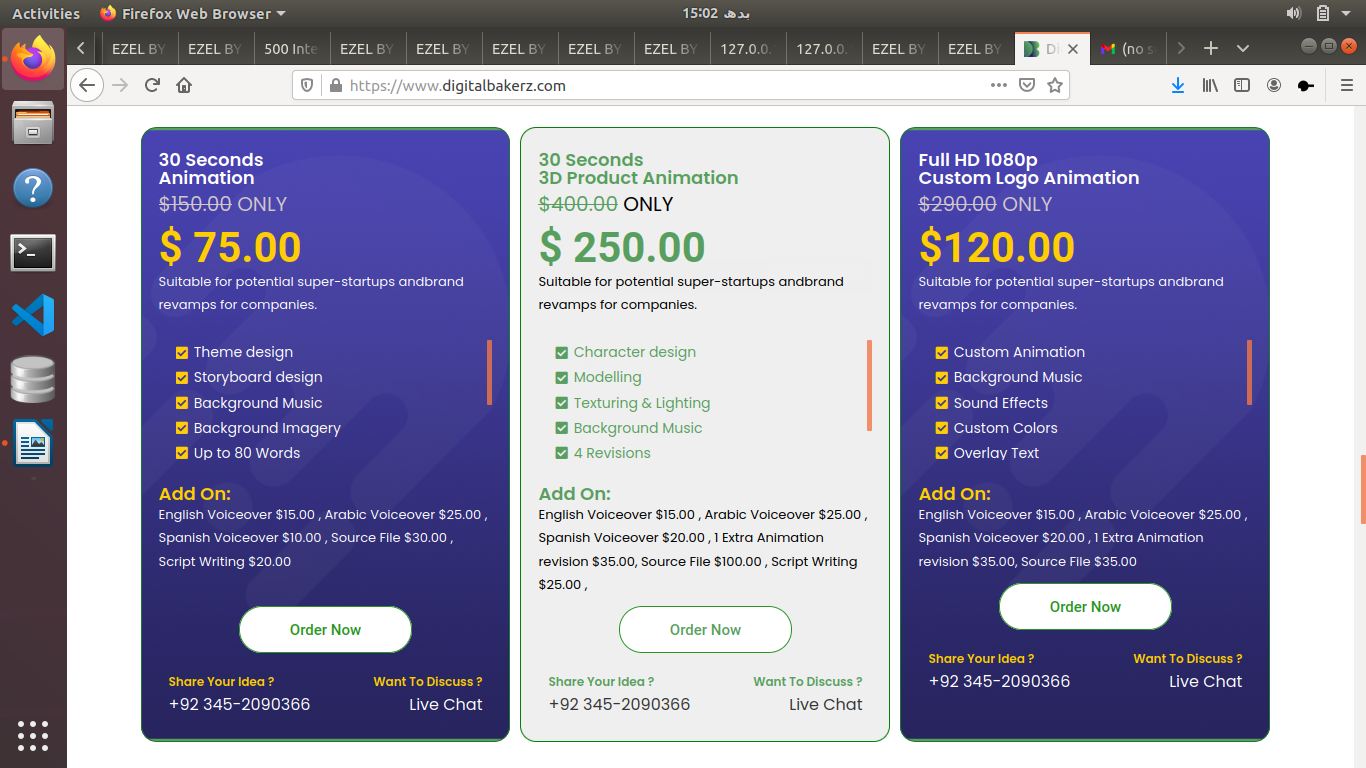 Activities
Firefox Web Browser
15:02 بدھ
EZEL BY
EZEL BY
500 Inte
EZEL BY
EZEL BY
EZEL BY
EZEL BY
EZEL BY
127.0.0.
127.0.0.
EZEL BY
EZEL BY
Di
(no s
https://www.digitalbakerz.com
30 Seconds
Animation
$150.00 ONLY
$ 75.00
Suitable for potential super-startups andbrand
revamps for companies.
Theme design
Storyboard design
Background Music
Background Imagery
Up to 80 Words
Add On:
English Voiceover $15.00 , Arabic Voiceover $25.00 ,
Spanish Voiceover $10.00 , Source File $30.00 ,
Script Writing $20.00
Order Now
Share Your Idea ?
Want To Discuss ?
+92 345-2090366
Live Chat
30 Seconds
3D Product Animation
$400.00 ONLY
$ 250.00
Suitable for potential super-startups andbrand
revamps for companies.
Character design
Modelling
Texturing & Lighting
Background Music
4 Revisions
Add On:
English Voiceover $15.00 , Arabic Voiceover $25.00 ,
Spanish Voiceover $20.00 , 1 Extra Animation
revision $35.00, Source File $100.00 , Script Writing
$25.00 ,
Order Now
Share Your Idea ?
Want To Discuss ?
+92 345-2090366
Live Chat
Full HD 1080p
Custom Logo Animation
$290.00 ONLY
$120.00
Suitable for potential super-startups andbrand
revamps for companies.
Custom Animation
Background Music
Sound Effects
Custom Colors
Overlay Text
Add On:
English Voiceover $15.00 , Arabic Voiceover $25.00 ,
Spanish Voiceover $20.00 , 1 Extra Animation
revision $35.00, Source File $35.00
Order Now
Share Your Idea ?
Want To Discuss ?
+92 345-2090366
Live Chat